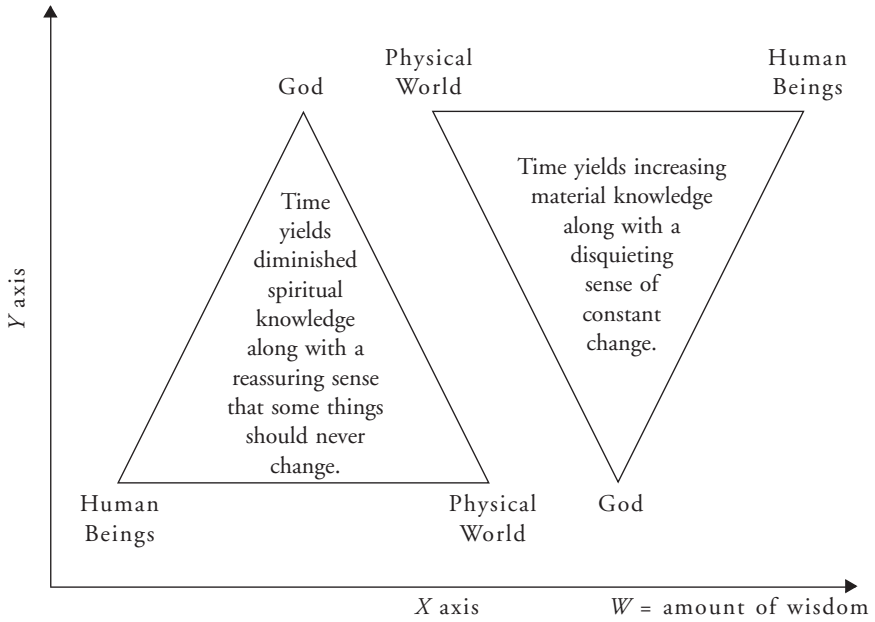 God
Physical
World
Human
Beings
Time
yields
diminished
spiritual
knowledge
along with a
reassuring sense
that some things
should never
change.
Time yields increasing
material knowledge
along with a
disquieting
sense of
constant
change.
Human
Beings
Physical
World
God
Y axis
X axis
W = amount of wisdom